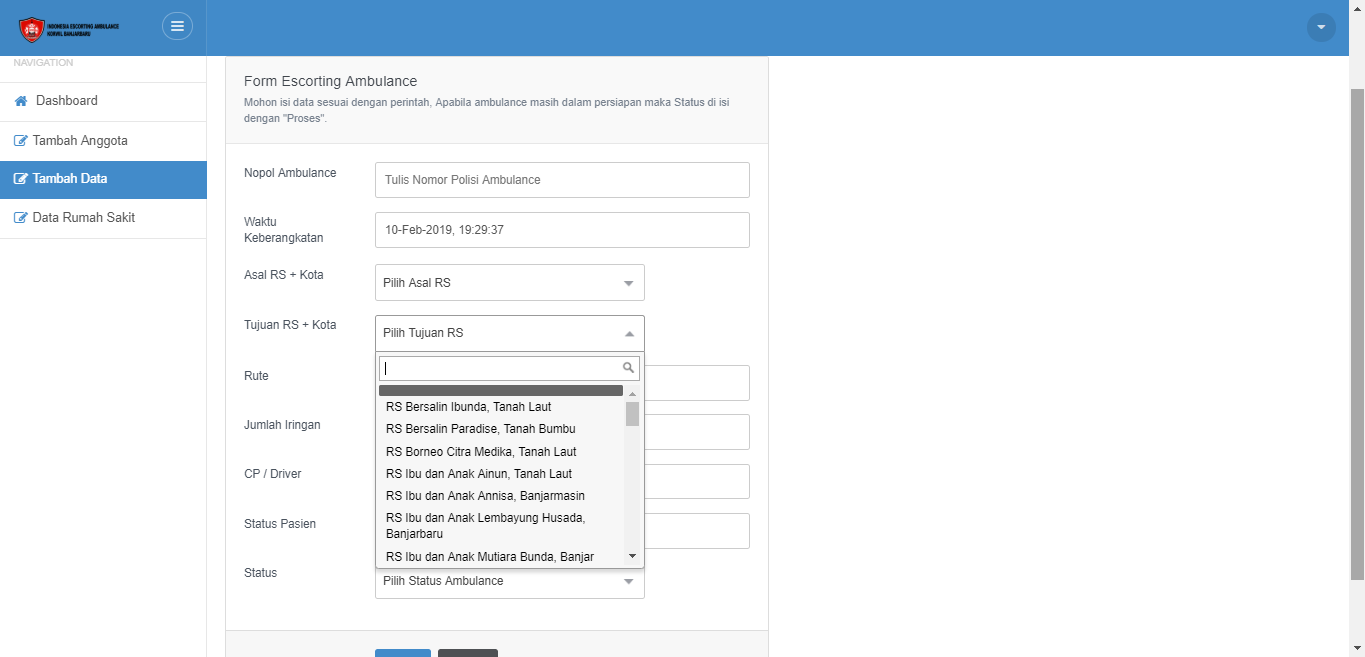 INDONESIA ESCORTING AMBULANCE
KORWIL BANJARBARU
NAVIGATION
Dashboard
Tambah Anggota
Tambah Data
Data Rumah Sakit
Form Escorting Ambulance
Mohon isi data sesuai dengan perintah, Apabila ambulance masih dalam persiapan maka Status di isi
dengan "Proses".
Nopol Ambulance
Tulis Nomor Polisi Ambulance
Waktu
Keberangkatan
10-Feb-2019, 19:29:37
Asal RS + Kota
Pilih Asal RS
Tujuan RS + Kota
Pilih Tujuan RS
RS Bersalin Ibunda, Tanah Laut
RS Bersalin Paradise, Tanah Bumbu
RS Borneo Citra Medika, Tanah Laut
RS Ibu dan Anak Ainun, Tanah Laut
RS Ibu dan Anak Annisa, Banjarmasin
RS Ibu dan Anak Lembayung Husada,
Banjarbaru
RS Ibu dan Anak Mutiara Bunda, Banjar
Rute
Jumlah Iringan
CP / Driver
Status Pasien
Status
Pilih Status Ambulance